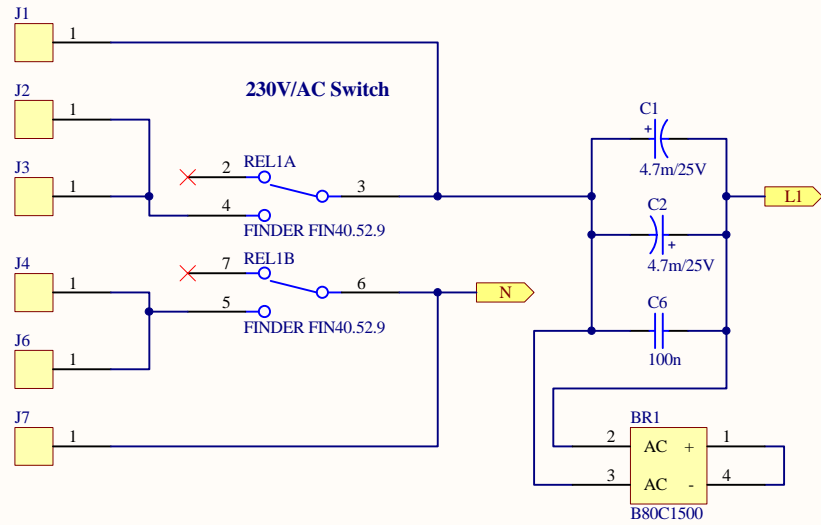 J1
1
J2
1
230V/AC Switch
C1
+
4.7m/25V
J3
1
2
REL1A
3
4
FINDER FIN40.52.9
L1
C2
+
4.7m/25V
J4
1
7
REL1B
6
N
5
FINDER FIN40.52.9
C6
100n
J6
1
J7
1
BR1
2
AC +
1
3
AC -
4
B80C1500